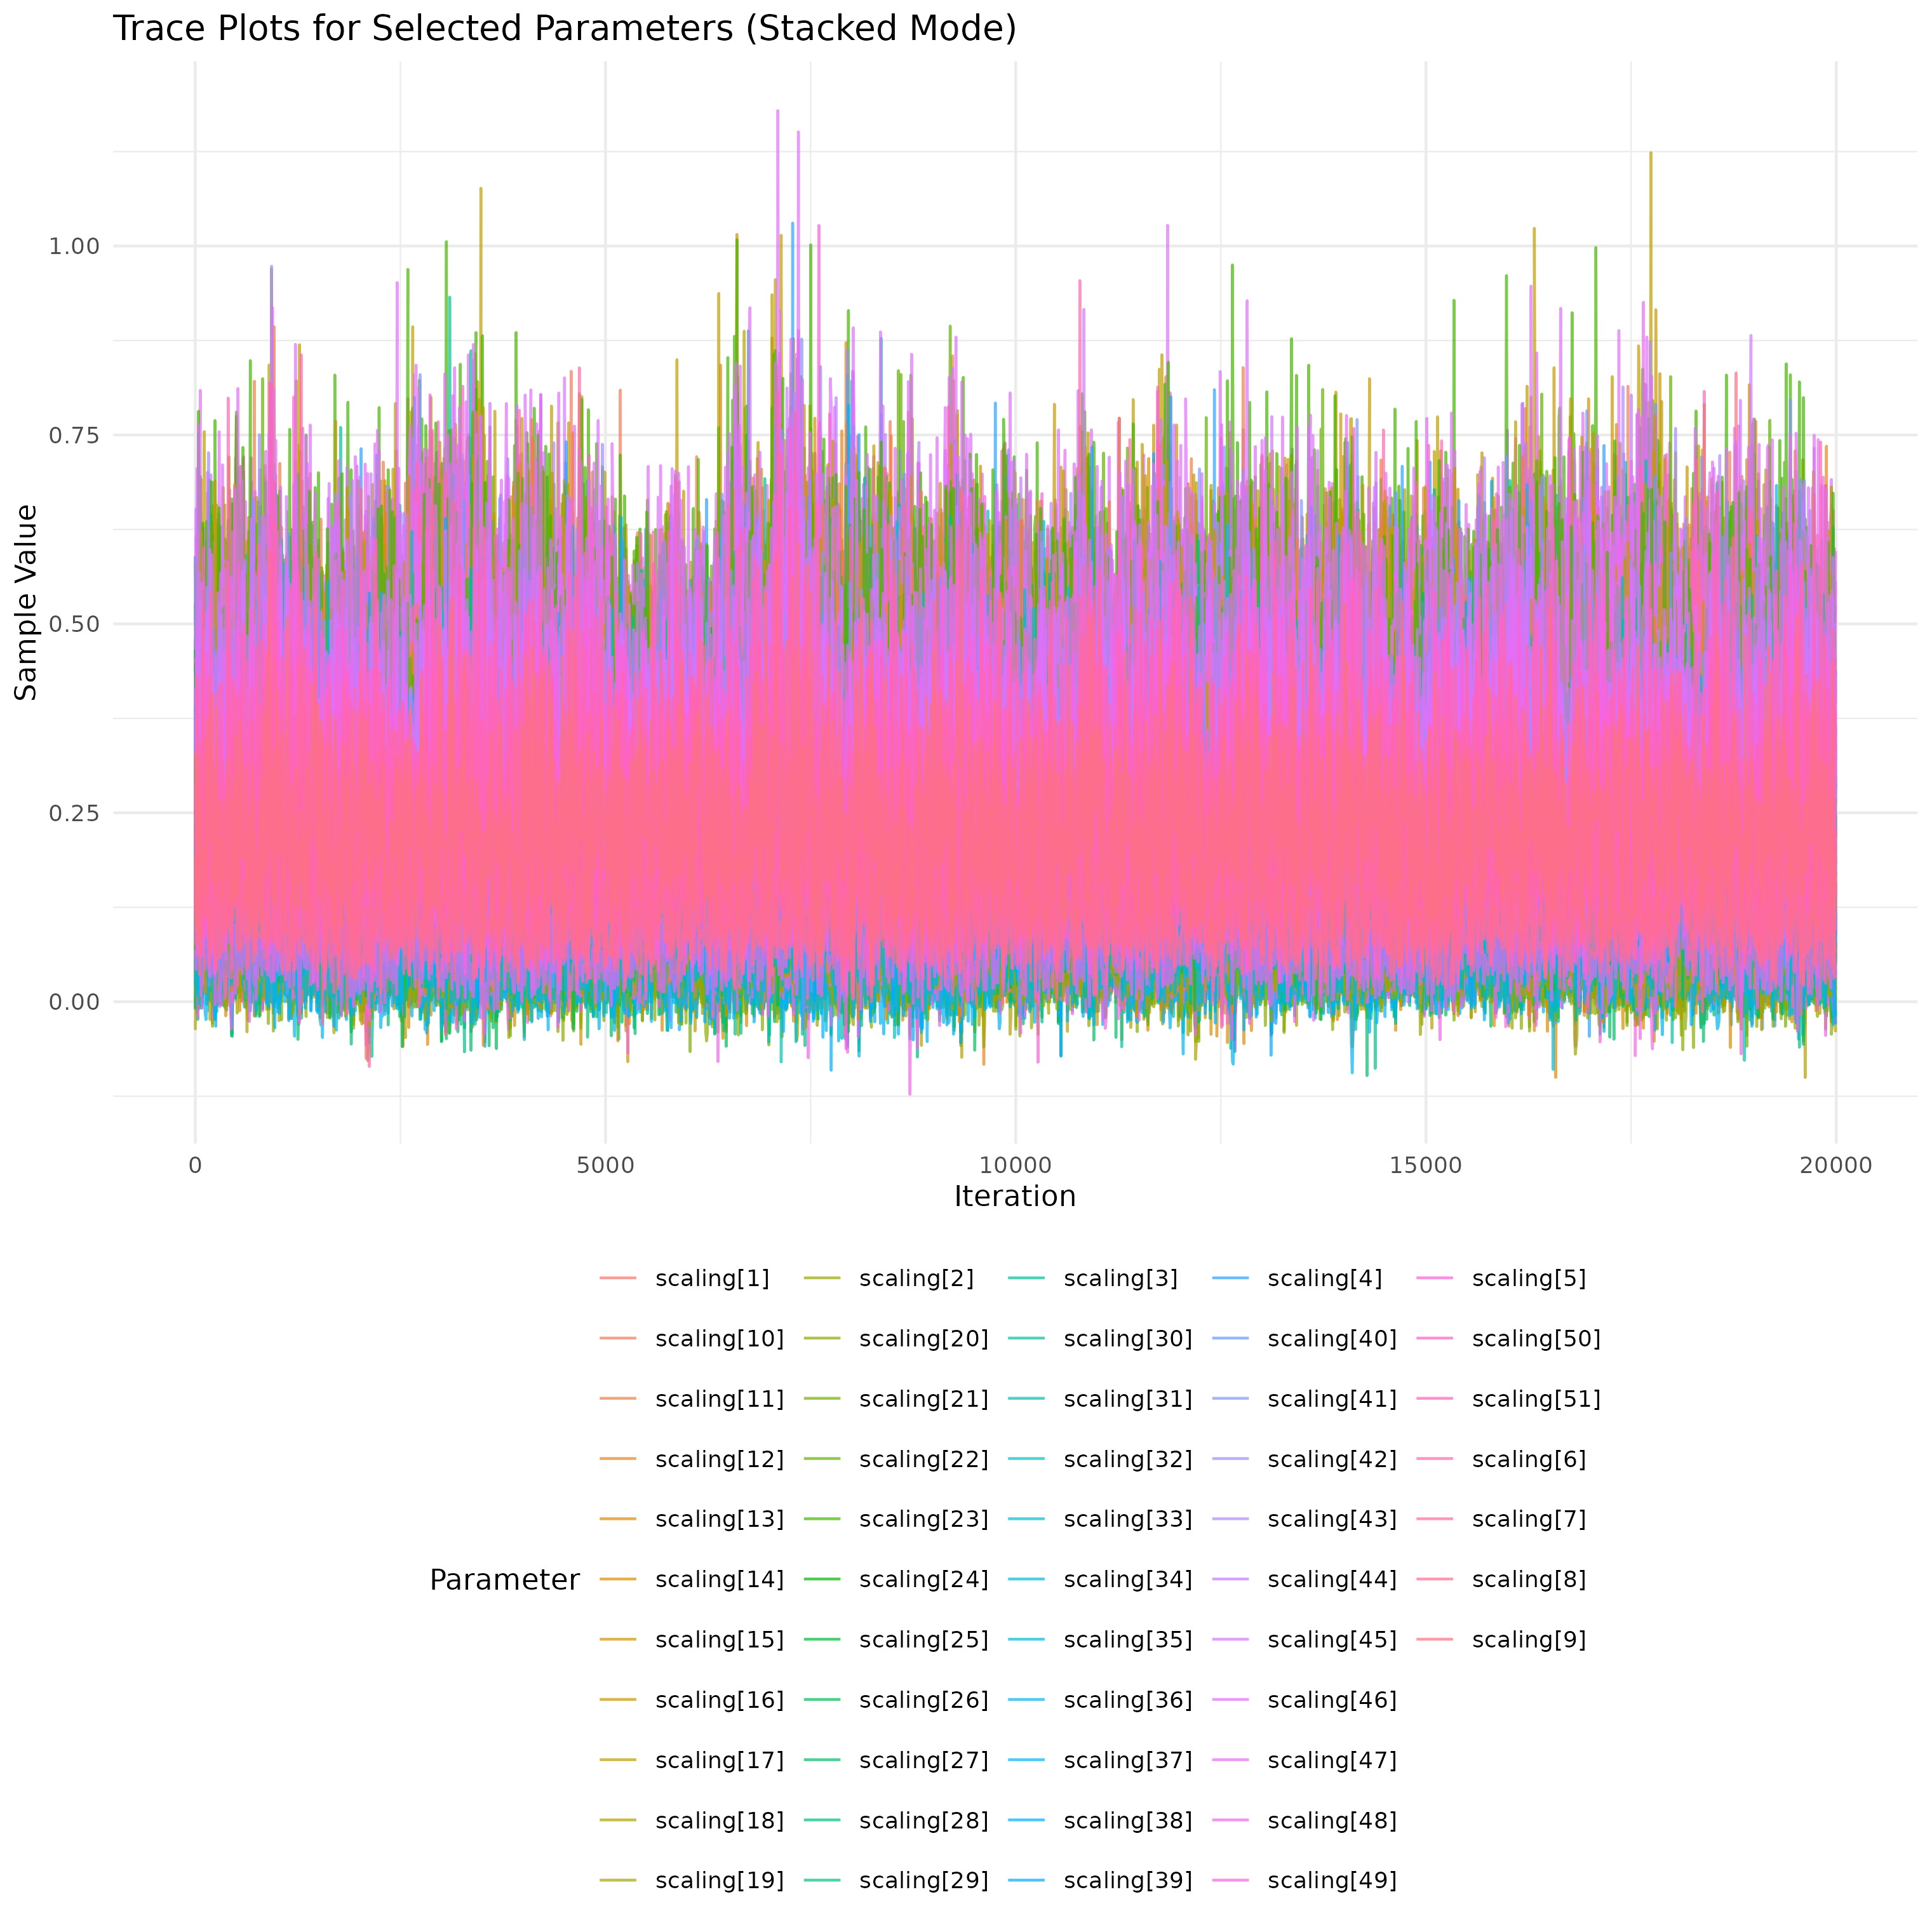 Trace Plots for Selected Parameters (Stacked Mode)
Sample Value
1.00
0.75
0.50
0.25
0.00
0 5000 10000 15000 20000
Iteration
Parameter
scaling[1] scaling[2] scaling[3] scaling[4] scaling[5]
scaling[10] scaling[20] scaling[30] scaling[40] scaling[50]
scaling[11] scaling[21] scaling[31] scaling[41] scaling[51]
scaling[12] scaling[22] scaling[32] scaling[42] scaling[6]
scaling[13] scaling[23] scaling[33] scaling[43] scaling[7]
scaling[14] scaling[24] scaling[34] scaling[44] scaling[8]
scaling[15] scaling[25] scaling[35] scaling[45] scaling[9]
scaling[16] scaling[26] scaling[36] scaling[46]
scaling[17] scaling[27] scaling[37] scaling[47]
scaling[18] scaling[28] scaling[38] scaling[48]
scaling[19] scaling[29] scaling[39] scaling[49]